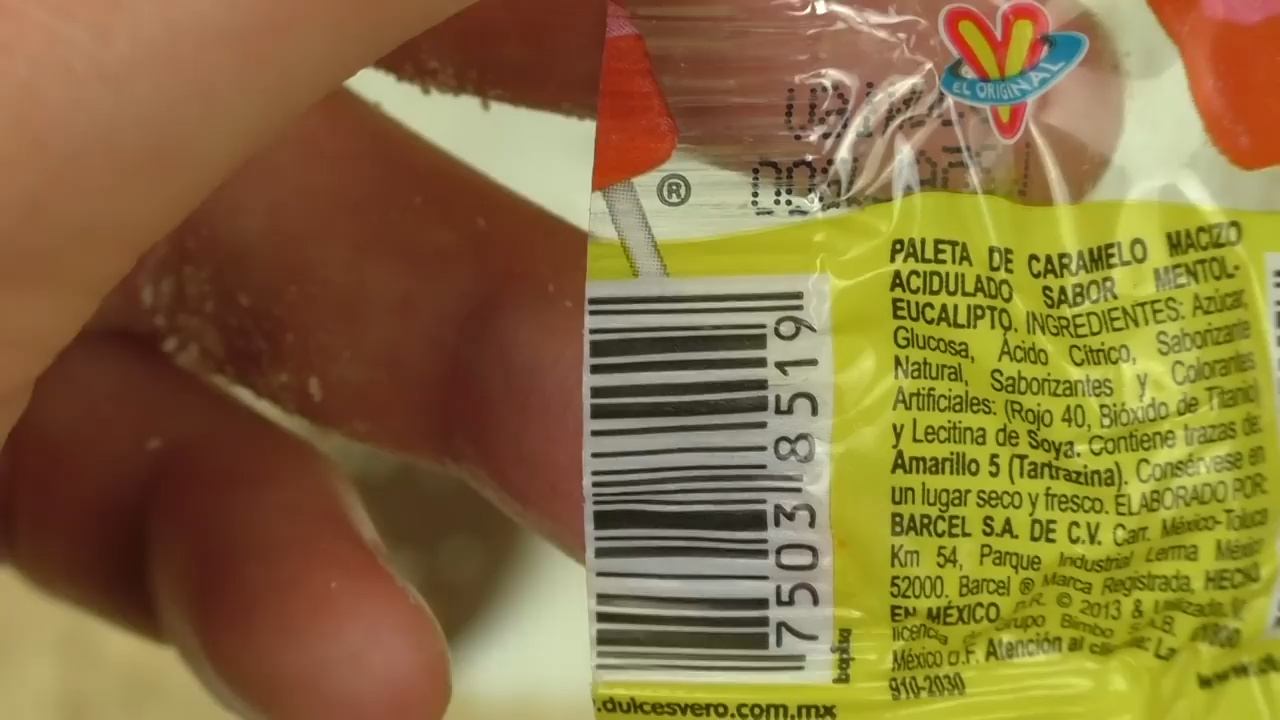 EL ORIGINAL
®
PALETA DE CARAMELO MACIZO
ACIDULADO SABOR MENTOL-
EUCALIPTO. INGREDIENTES: Azúcar,
Glucosa, Ácido Cítrico, Saborizante
Natural, Saborizantes y Colorantes
Artificiales: (Rojo 40, Bióxido de Titanio)
y Lecitina de Soya. Contiene trazas de:
Amarillo 5 (Tartrazina). Consérvese en
un lugar seco y fresco. ELABORADO POR:
BARCEL S.A. DE C.V. Carr. México-Toluca
Km 54, Parque Industrial Lerma México
52000. Barcel ® Marca Registrada, HECHO
EN MÉXICO D.R. © 2013 &
licencia de Grupo Bimbo
México D.F. Atención al
910-2030
75038519
bopisa
.dulcesvero.com.mx